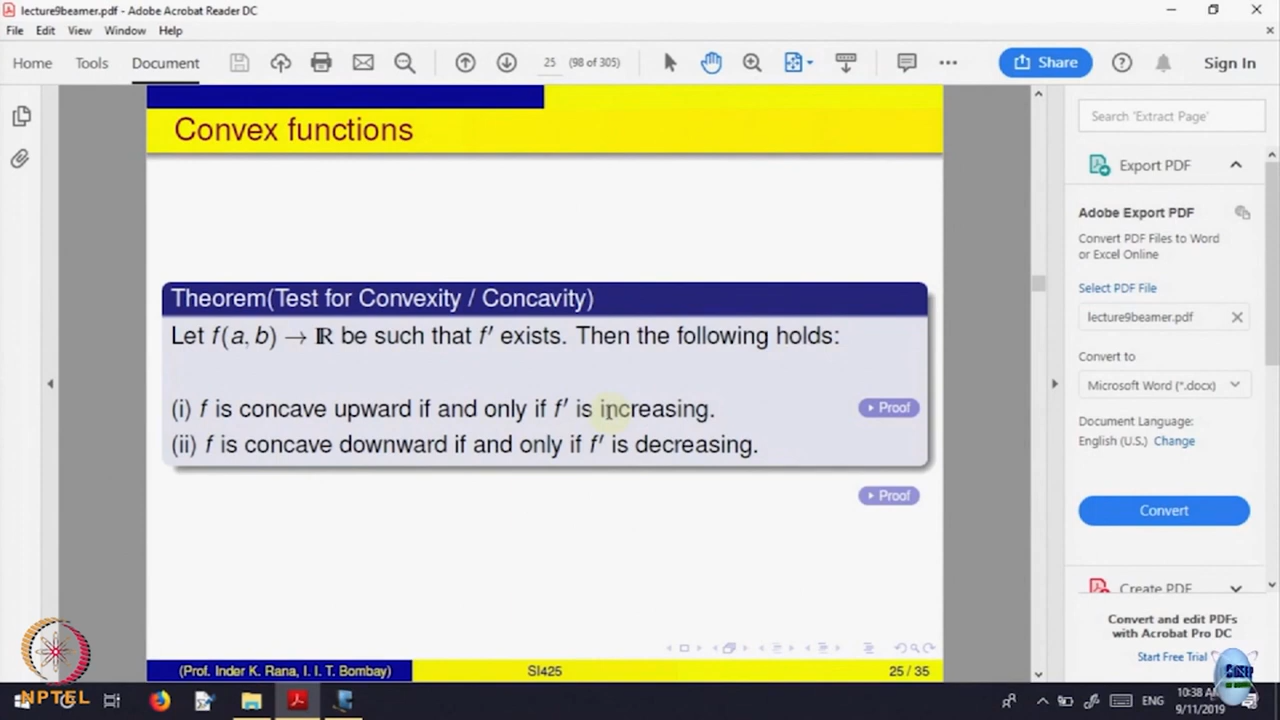 lecture9beamer.pdf - Adobe Acrobat Reader DC
File Edit View Window Help
Home Tools Document 25 (98 of 305) Share Sign In
Convex functions
Theorem(Test for Convexity / Concavity)
Let f(a, b) → ℝ be such that f′ exists. Then the following holds:
(i) f is concave upward if and only if f′ is increasing.
Proof
(ii) f is concave downward if and only if f′ is decreasing.
Proof
(Prof. Inder K. Rana, I. I. T. Bombay) SI425 25 / 35
Search 'Extract Page'
Export PDF
Adobe Export PDF
Convert PDF Files to Word
or Excel Online
Select PDF File
lecture9beamer.pdf
Convert to
Microsoft Word (*.docx)
Document Language:
English (U.S.) Change
Convert
Create PDF
Convert and edit PDFs
with Acrobat Pro DC
Start Free Trial
NPTEL
ENG
10:38 AM
9/11/2019